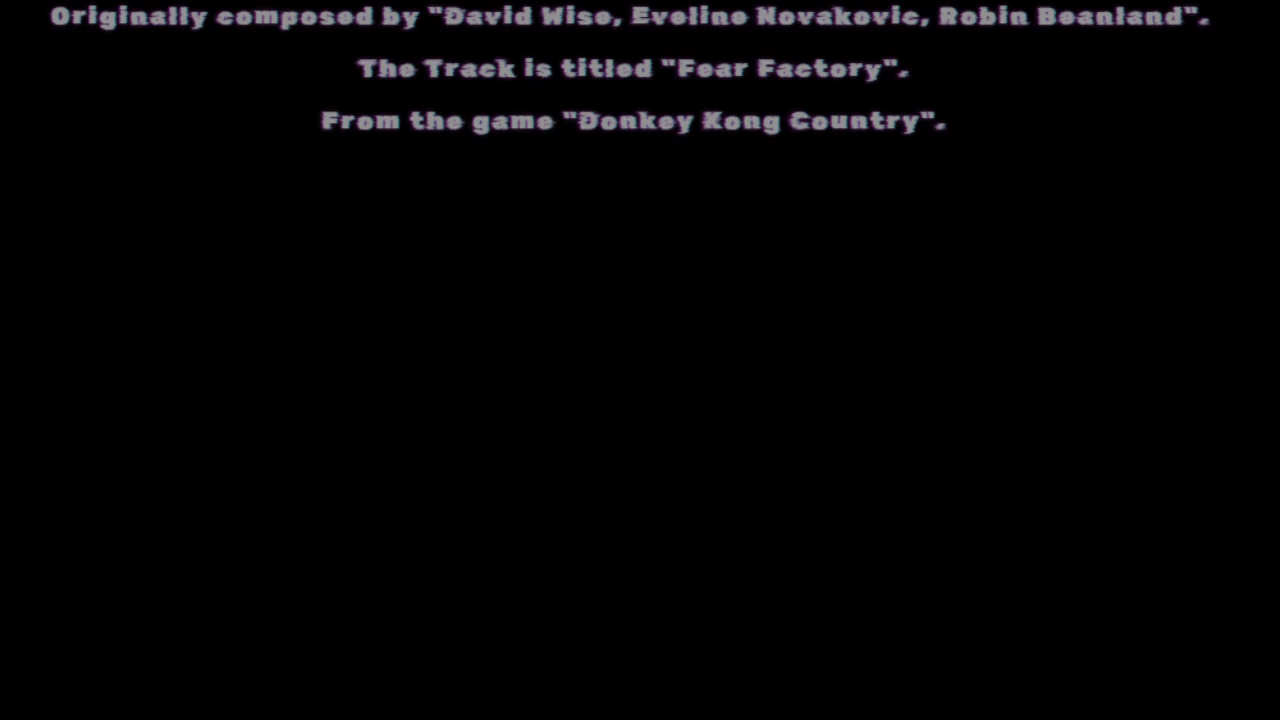 Originally composed by "David Wise, Eveline Novakovic, Robin Beanland".
The Track is titled "Fear Factory".
From the game "Donkey Kong Country".